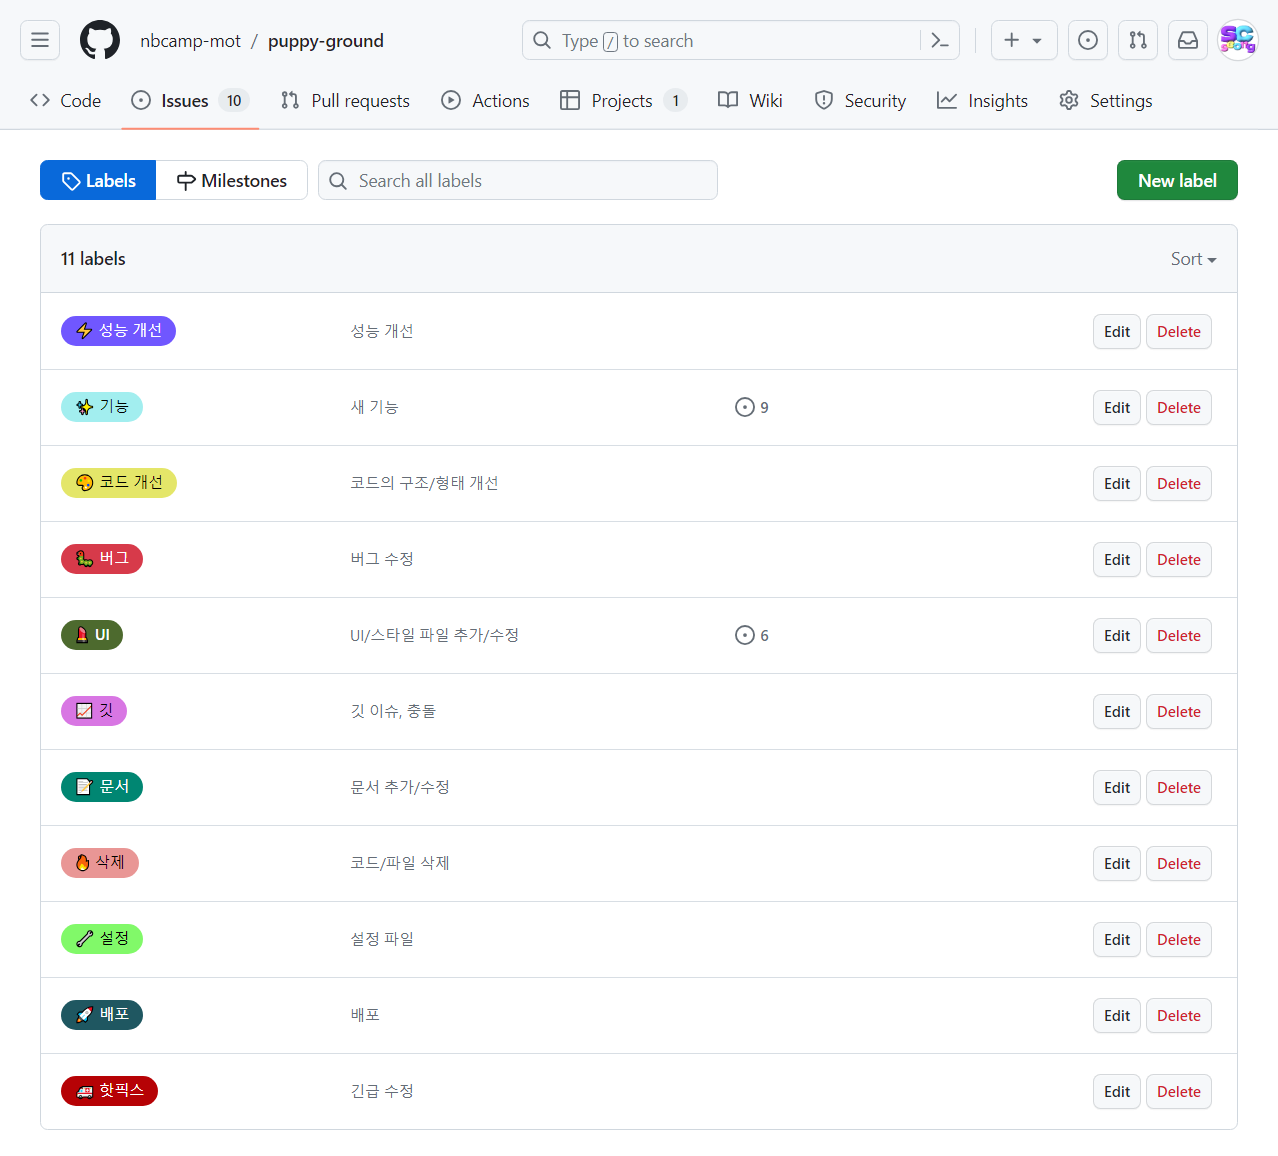 nbcamp-mot / puppy-ground
Type / to search
Code
Issues 10
Pull requests
Actions
Projects 1
Wiki
Security
Insights
Settings
Labels
Milestones
Search all labels
New label
11 labels
Sort
⚡ 성능 개선 성능 개선 Edit Delete
✨ 기능 새 기능 9 Edit Delete
🎨 코드 개선 코드의 구조/형태 개선 Edit Delete
🐛 버그 버그 수정 Edit Delete
💄 UI UI/스타일 파일 추가/수정 6 Edit Delete
📈 깃 깃 이슈, 충돌 Edit Delete
📝 문서 문서 추가/수정 Edit Delete
🔥 삭제 코드/파일 삭제 Edit Delete
🔧 설정 설정 파일 Edit Delete
🚀 배포 배포 Edit Delete
🚑 핫픽스 긴급 수정 Edit Delete